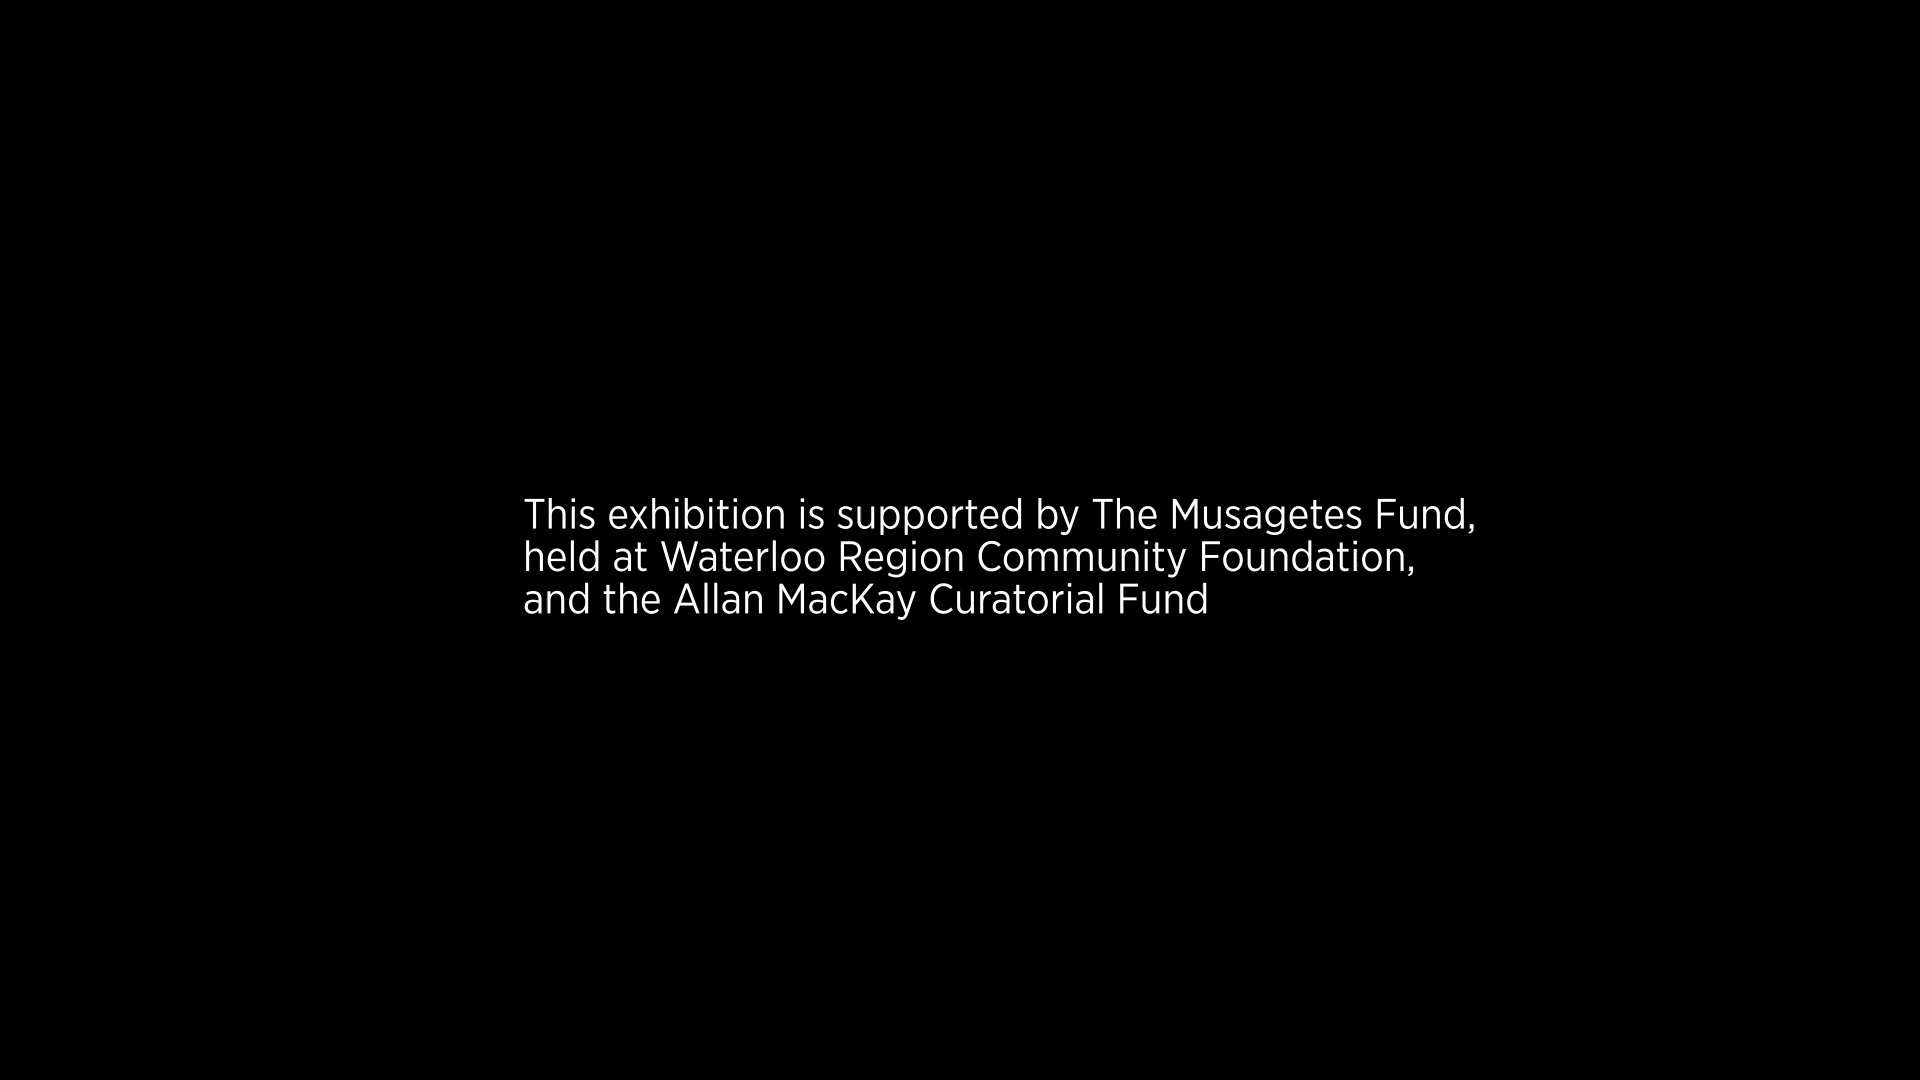 This exhibition is supported by The Musagetes Fund,
held at Waterloo Region Community Foundation,
and the Allan MacKay Curatorial Fund